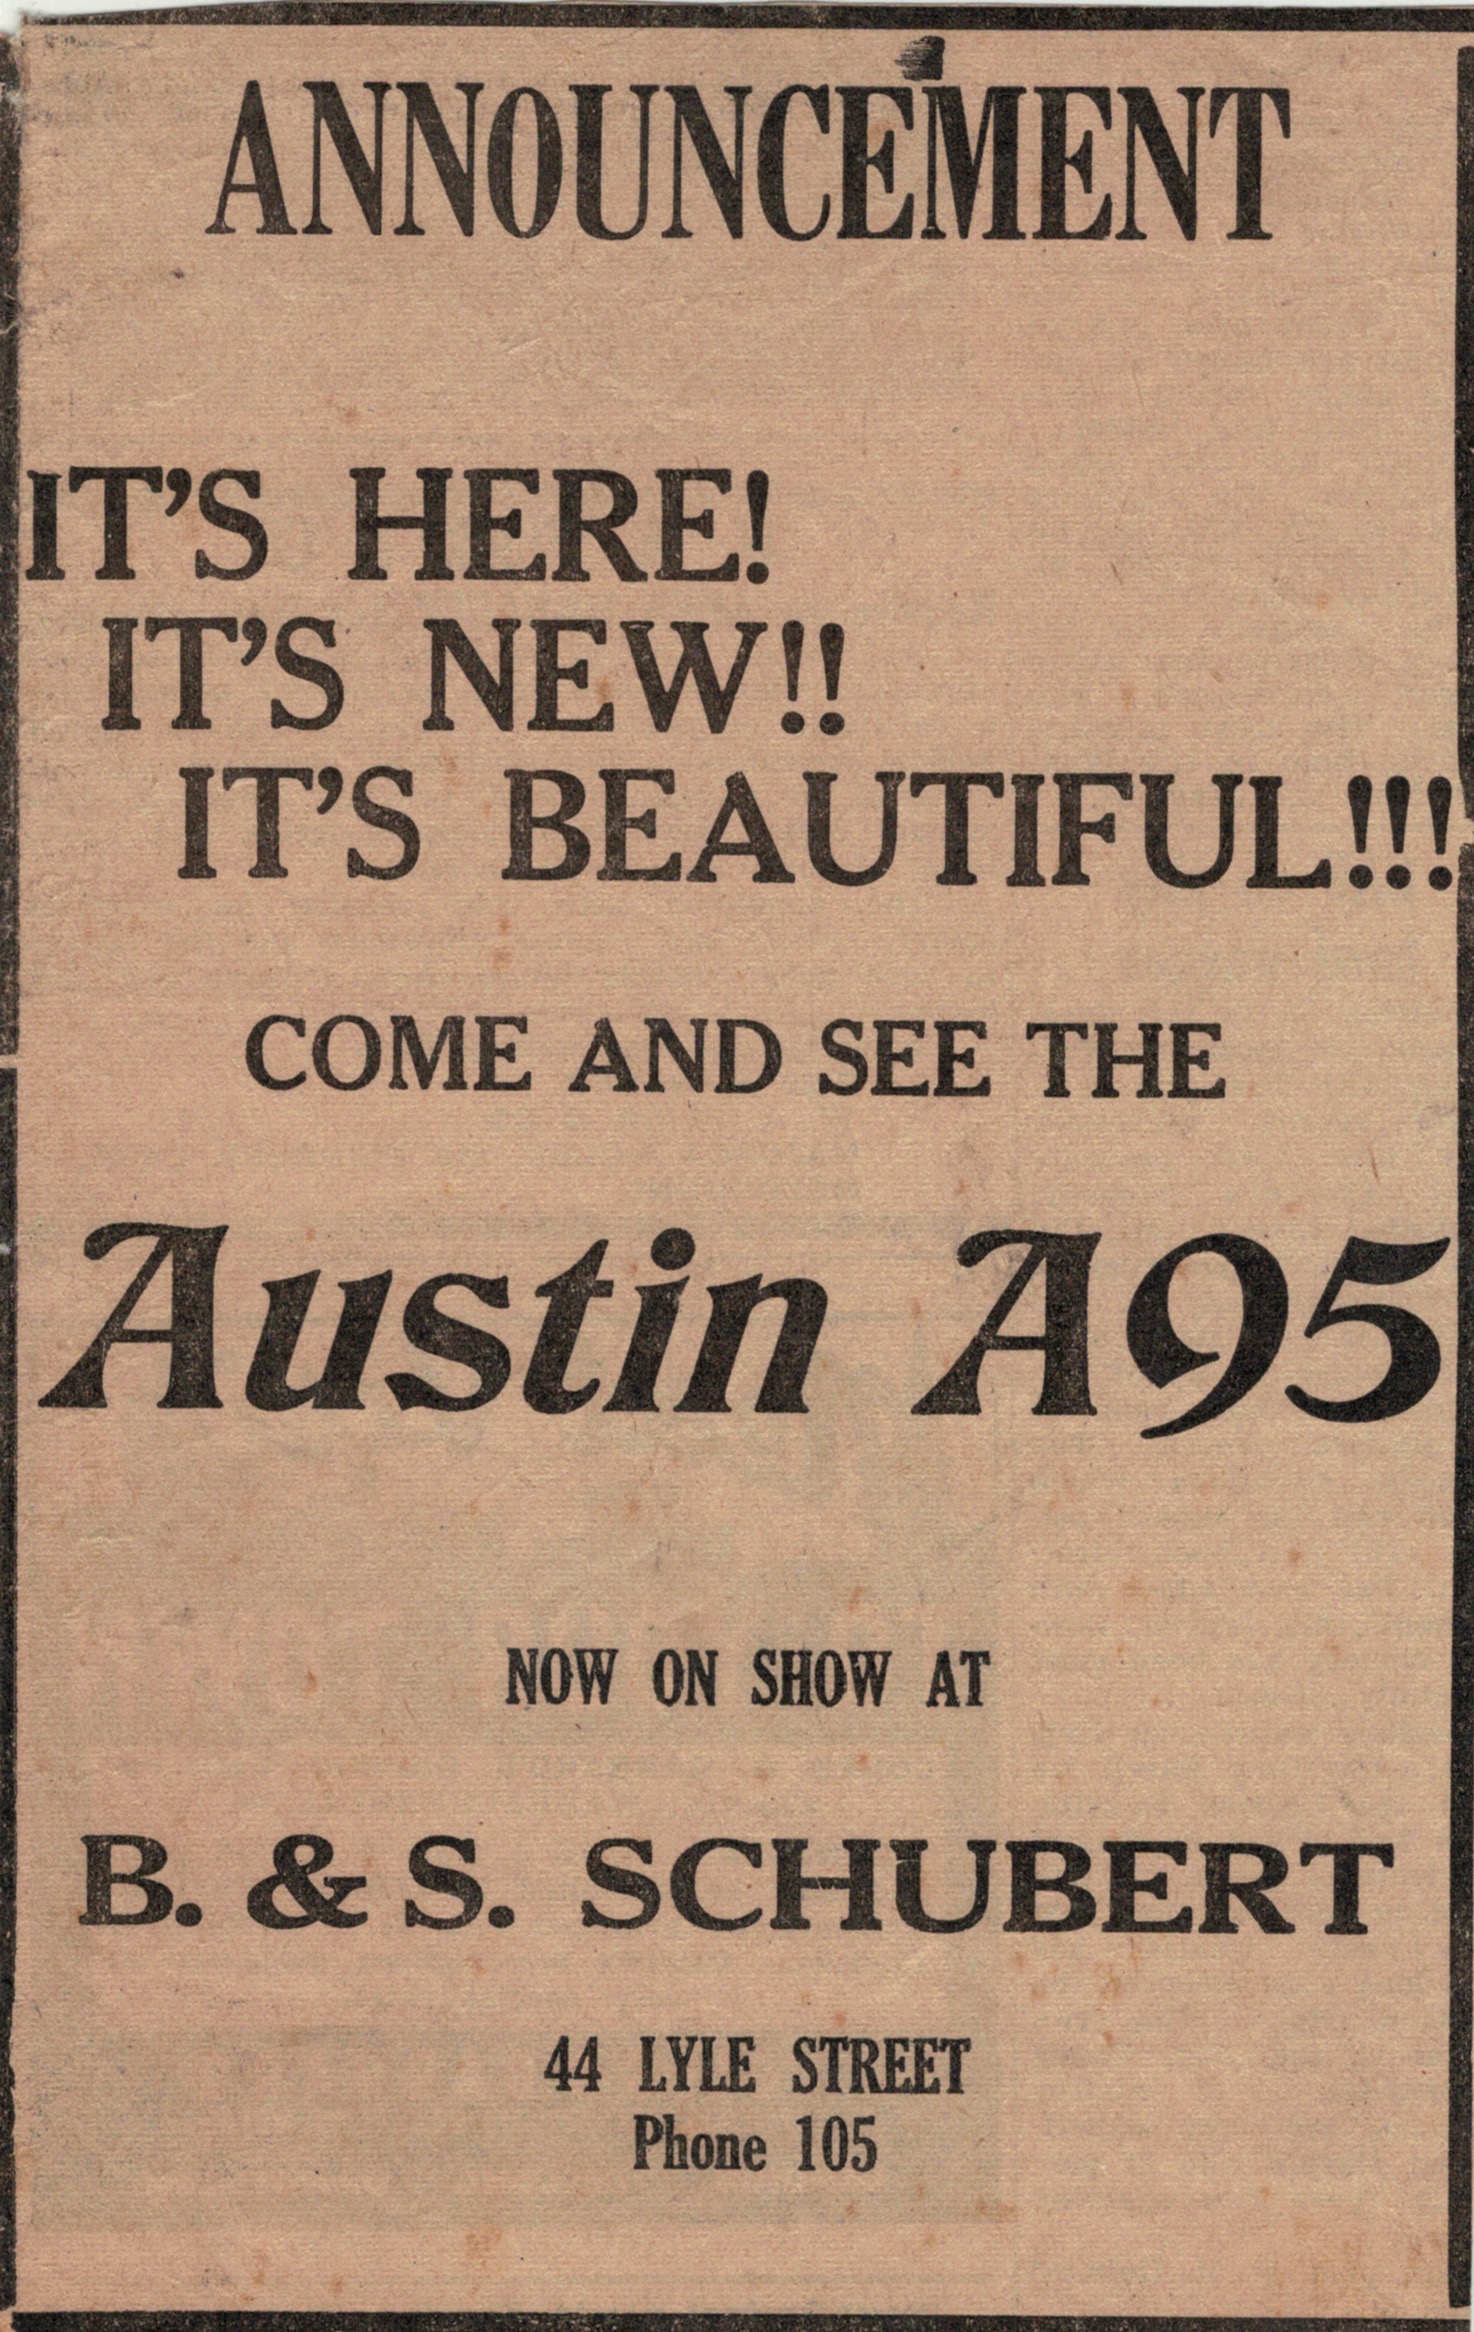 ANNOUNCEMENT
IT'S HERE!
IT'S NEW!!
IT'S BEAUTIFUL!!!
COME AND SEE THE
Austin A95
NOW ON SHOW AT
B. & S. SCHUBERT
44 LYLE STREET
Phone 105